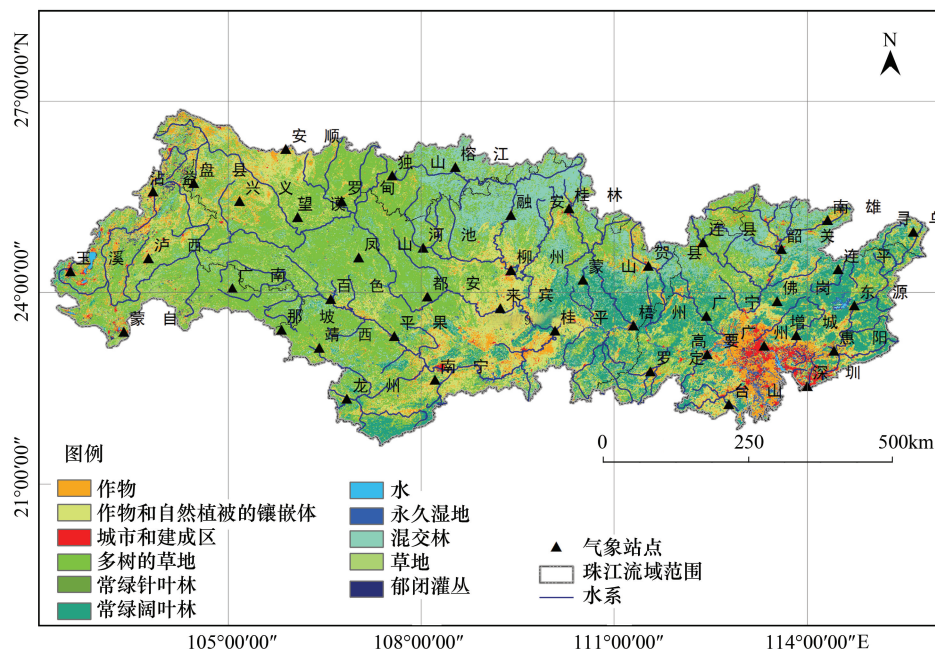 N
27°00′00″N
24°00′00″
21°00′00″
安顺
盘县
沾益
兴义
望谟
罗甸
独山
榕江
融安
桂林
南雄
寻乌
连县
韶关
连平
玉溪
泸西
凤山
河池
柳州
蒙山
贺县
广南
百色
都安
来宾
广宁
佛岗
东源
蒙自
那坡
靖西
平果
桂平
梧州
高要
广州
增城
惠阳
龙州
南宁
罗定
台山
深圳
0 250 500km
图例
作物
作物和自然植被的镶嵌体
城市和建成区
多树的草地
常绿针叶林
常绿阔叶林
水
永久湿地
混交林
草地
郁闭灌丛
气象站点
珠江流域范围
水系
105°00′00″ 108°00′00″ 111°00′00″ 114°00′00″E